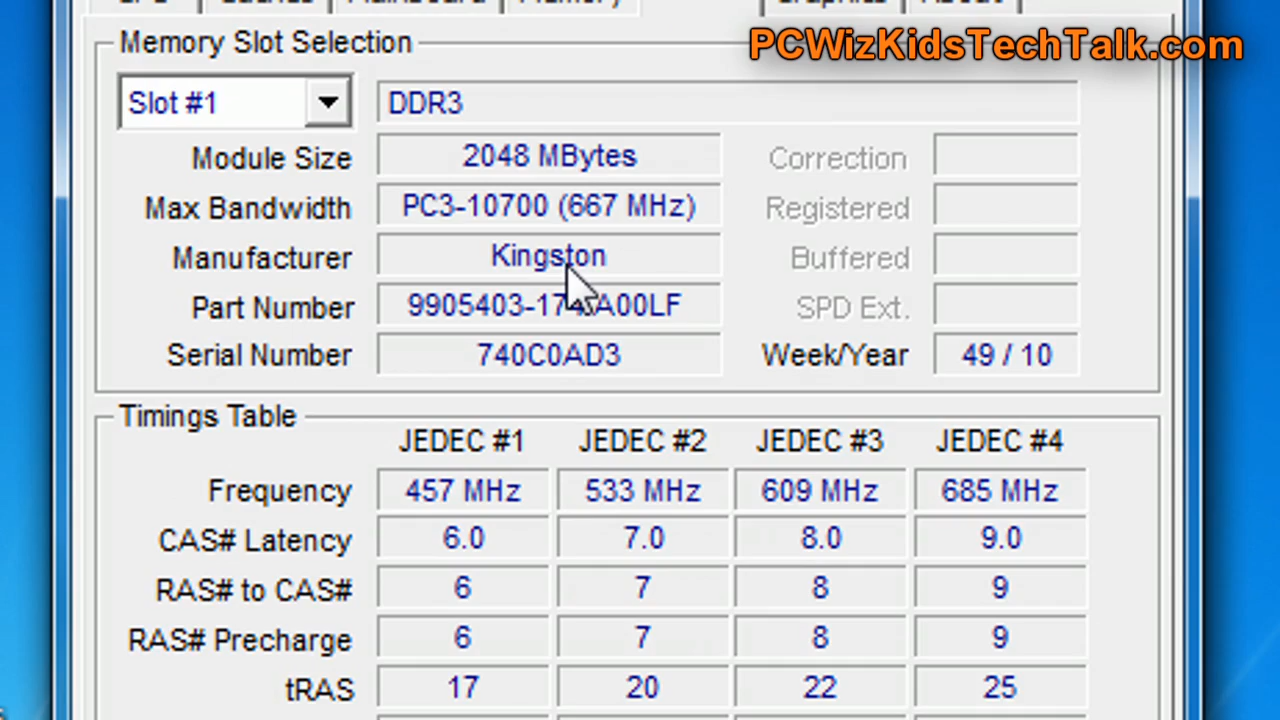 PCWizKidsTechTalk.com
Memory Slot Selection
Slot #1 DDR3
Module Size 2048 MBytes Correction
Max Bandwidth PC3-10700 (667 MHz) Registered
Manufacturer Kingston Buffered
Part Number SPD Ext.
Serial Number 740C0AD3 Week/Year 49 / 10
Timings Table
JEDEC #1 JEDEC #2 JEDEC #3 JEDEC #4
Frequency 457 MHz 533 MHz 609 MHz 685 MHz
CAS# Latency 6.0 7.0 8.0 9.0
RAS# to CAS# 6 7 8 9
RAS# Precharge 6 7 8 9
tRAS 17 20 22 25